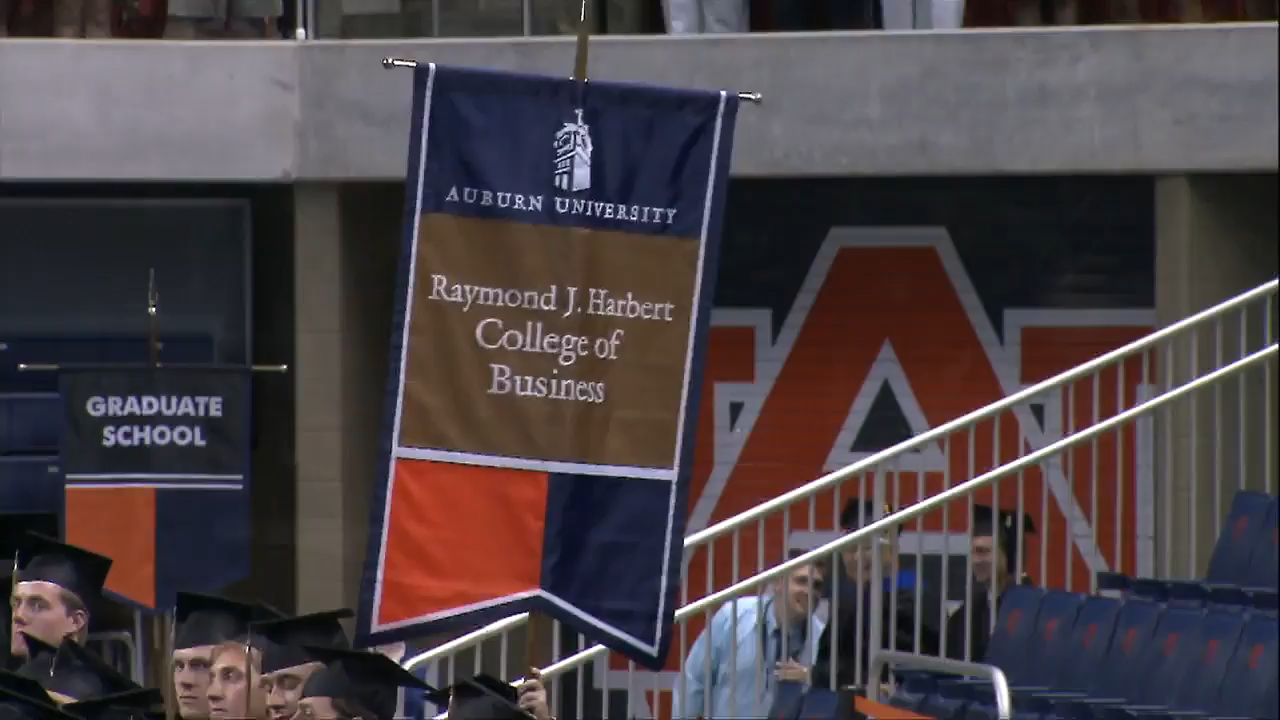 AUBURN UNIVERSITY
Raymond J. Harbert
College of
Business
GRADUATE
SCHOOL